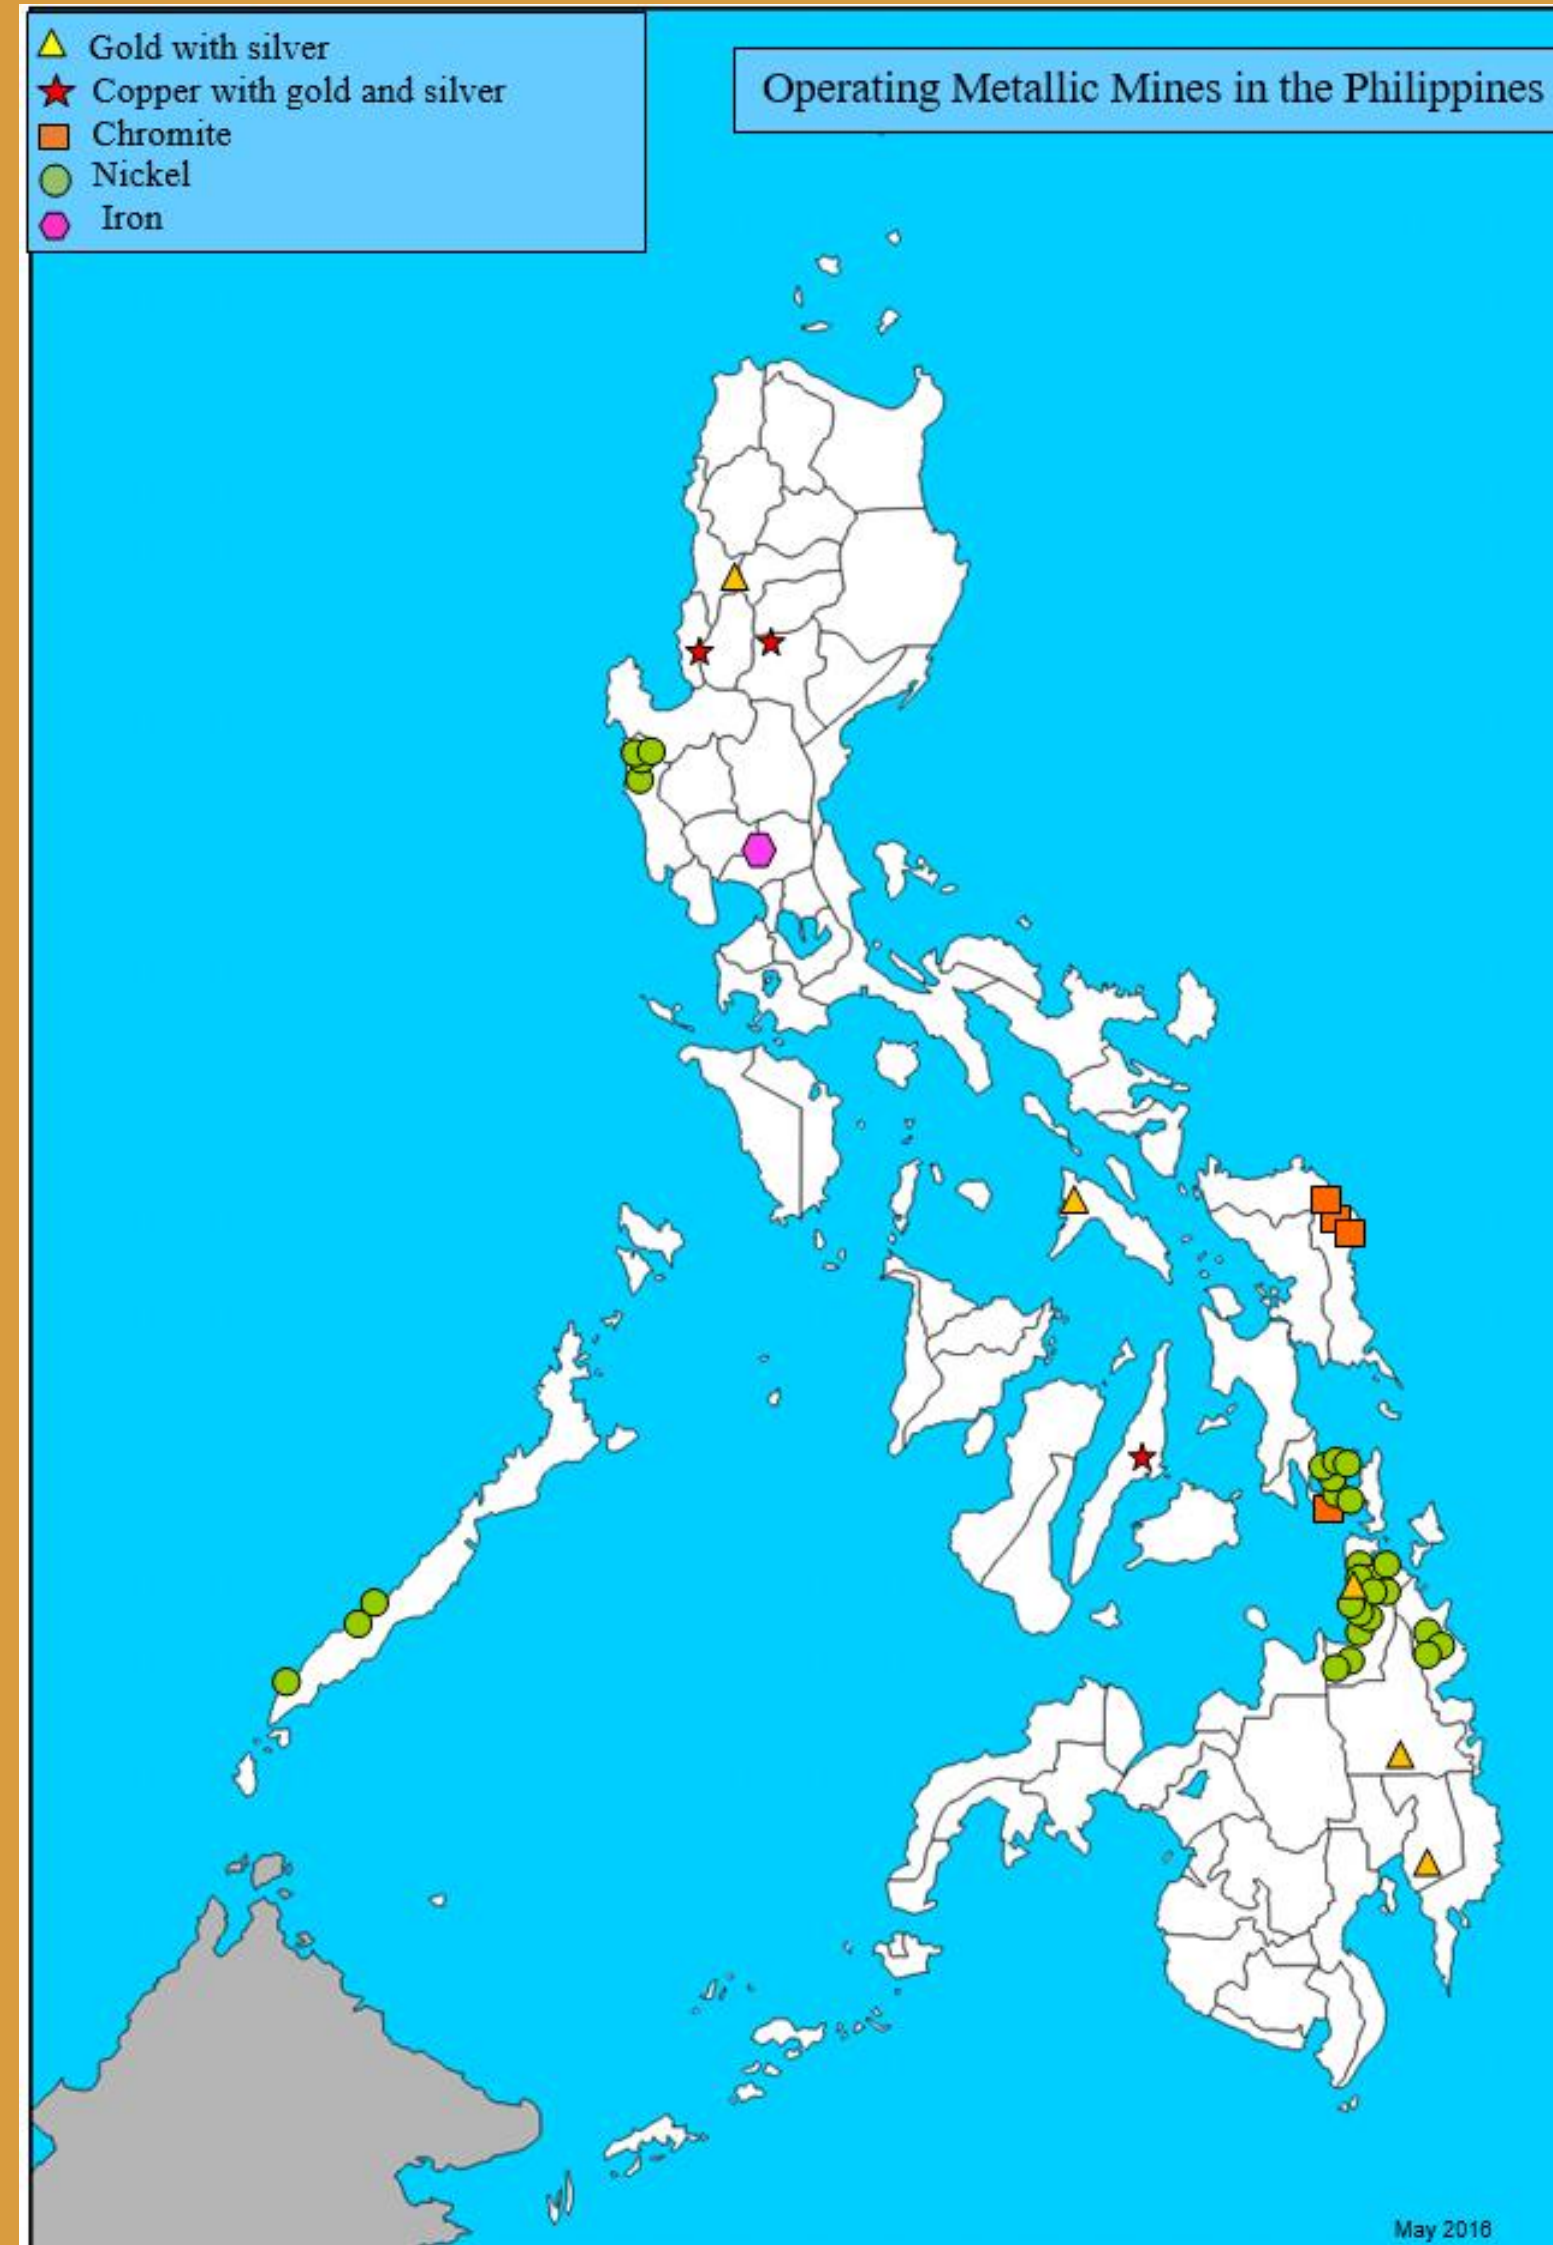 Gold with silver
Copper with gold and silver
Chromite
Nickel
Iron
Operating Metallic Mines in the Philippines
May 2016